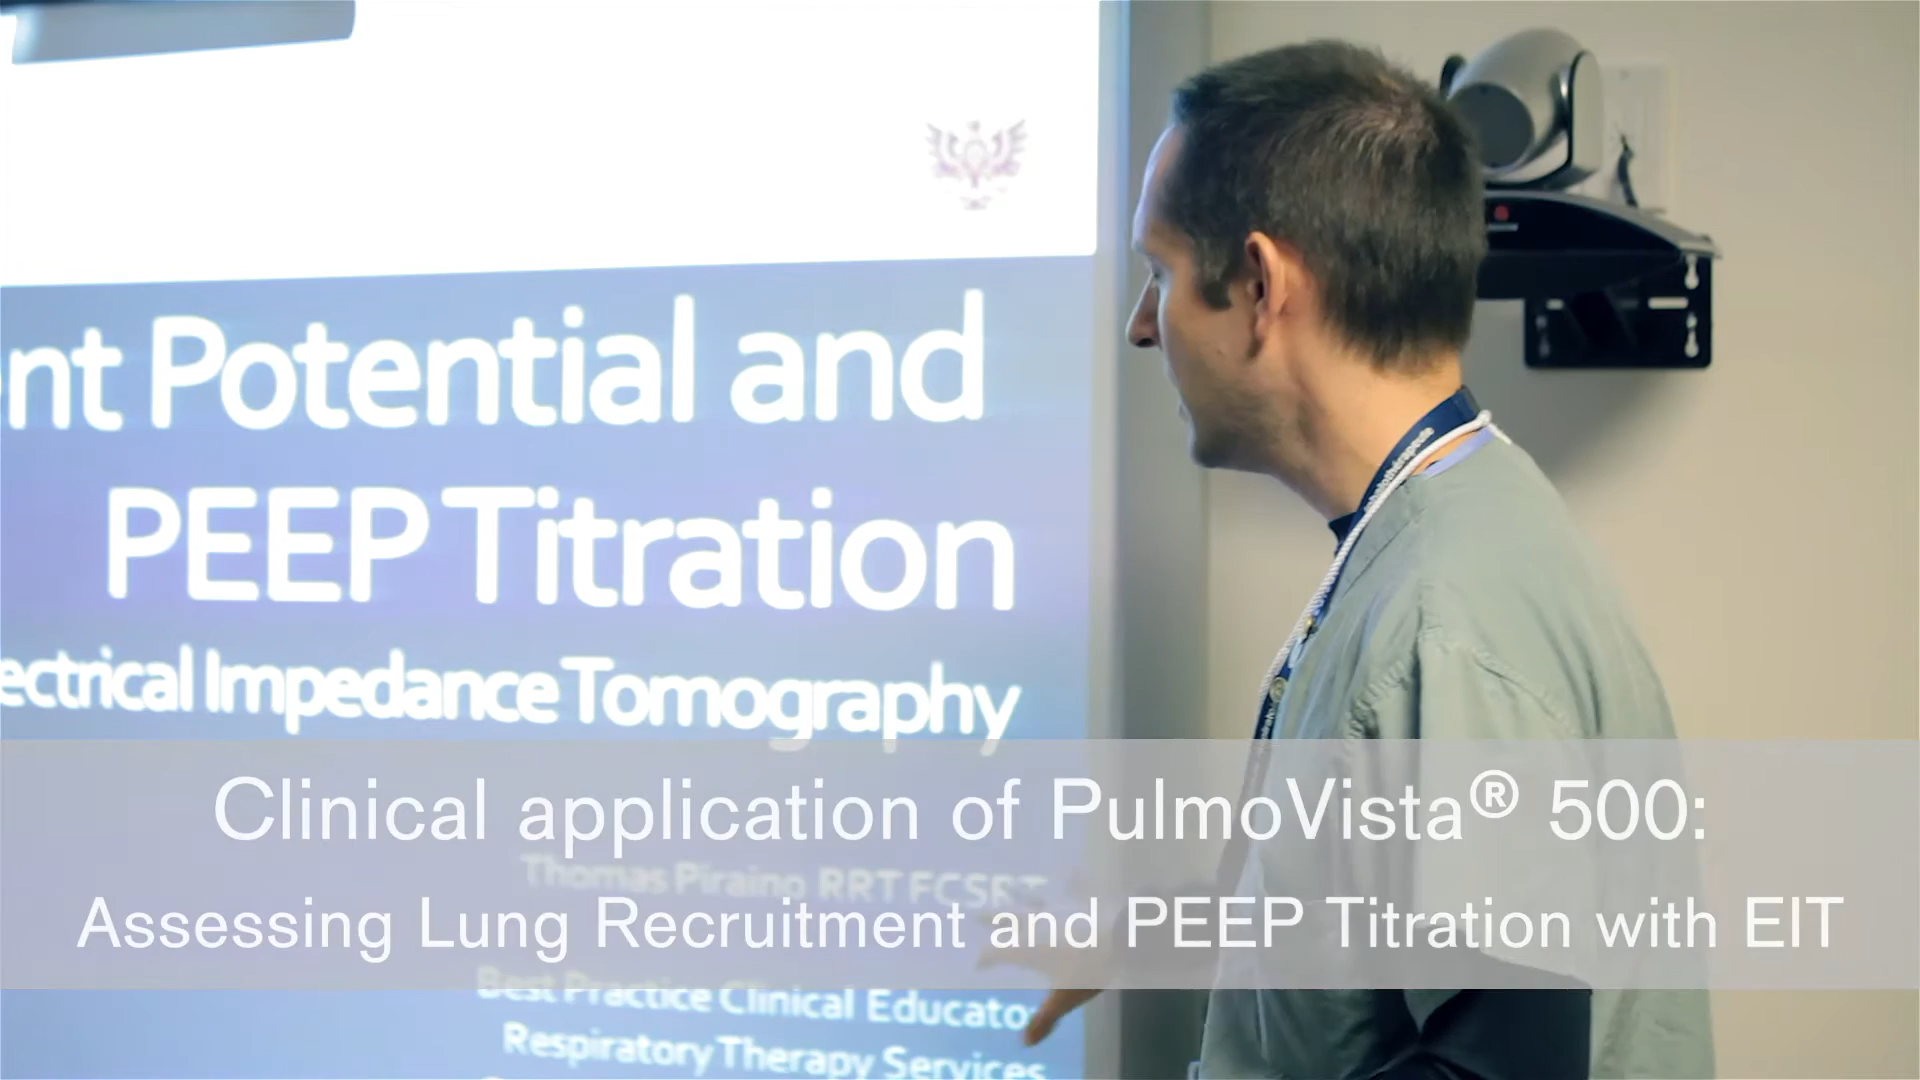 nt Potential and
PEEP Titration
ectrical Impedance Tomography
Clinical application of PulmoVista® 500:
Thomas Piraino RRT FCSRT
Assessing Lung Recruitment and PEEP Titration with EIT
Best Practice Clinical Educator
Respiratory Therapy Services